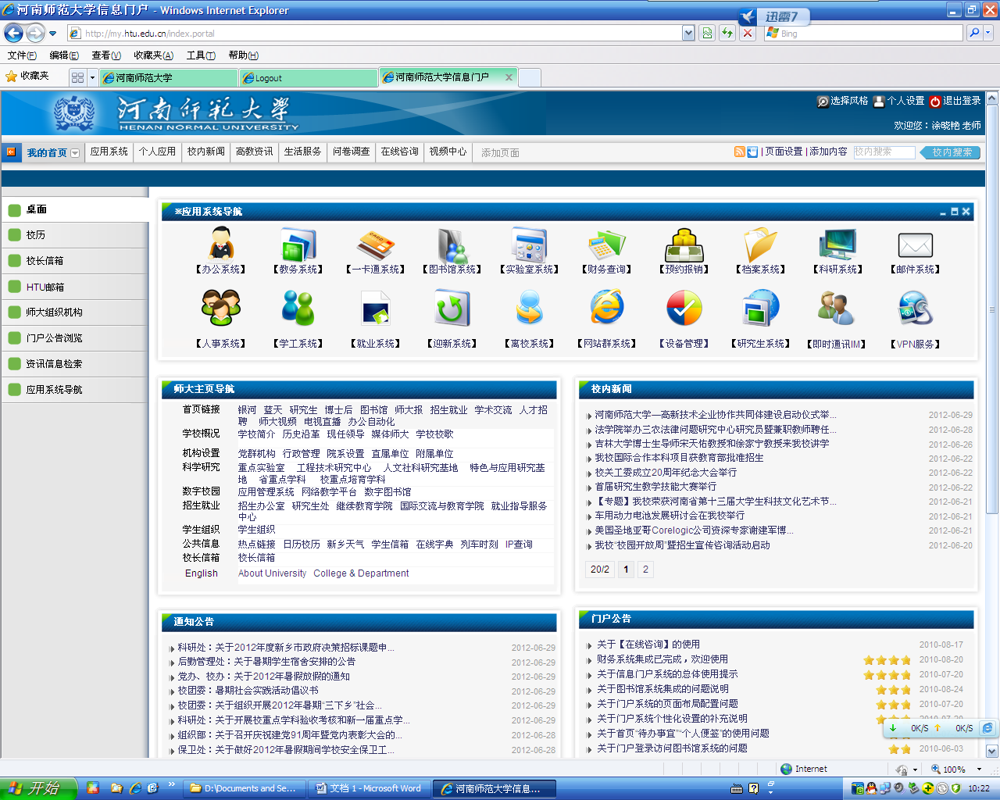 河南师范大学信息门户 - Windows Internet Explorer
迅雷7
http://my.htu.edu.cn/index.portal
Bing
文件(F) 编辑(E) 查看(V) 收藏夹(A) 工具(T) 帮助(H)
收藏夹 河南师范大学 Logout 河南师范大学信息门户
河南师范大学
HENAN NORMAL UNIVERSITY
选择风格 个人设置 退出登录
欢迎您：徐晓艳 老师
我的首页 应用系统 个人应用 校内新闻 高教资讯 生活服务 问卷调查 在线咨询 视频中心 添加页面
| 页面设置 | 添加内容 校内搜索 校内搜索
桌面
校历
校长信箱
HTU邮箱
师大组织机构
门户公告浏览
资讯信息检索
应用系统导航
※应用系统导航
【办公系统】 【教务系统】 【一卡通系统】 【图书馆系统】 【实验室系统】 【财务查询】 【预约报销】 【档案系统】 【科研系统】 【邮件系统】
【人事系统】 【学工系统】 【就业系统】 【迎新系统】 【离校系统】 【网站群系统】 【设备管理】 【研究生系统】 【即时通讯IM】 【VPN服务】
师大主页导航
首页链接 银河 蓝天 研究生 博士后 图书馆 师大报 招生就业 学术交流 人才招
聘 师大视频 电视直播 办公自动化
学校概况 学校简介 历史沿革 现任领导 媒体师大 学校校歌
机构设置 党群机构 行政管理 院系设置 直属单位 附属单位
科学研究 重点实验室 工程技术研究中心 人文社科研究基地 特色与应用研究基
地 省重点学科 校重点培育学科
数字校园 应用管理系统 网络教学平台 数字图书馆
招生就业 招生办公室 研究生处 继续教育学院 国际交流与教育学院 就业指导服务
中心
学生组织 学生组织
公共信息 热点链接 日历校历 新乡天气 学生信箱 在线字典 列车时刻 IP查询
校长信箱 校长信箱
English About University College & Department
校内新闻
河南师范大学—高新技术企业协作共同体建设启动仪式举... 2012-06-29
法学院举办三农法律问题研究中心研究员暨兼职教师聘任... 2012-06-28
吉林大学博士生导师宋天佑教授和徐家宁教授来我校讲学 2012-06-26
我校国际合作本科项目获教育部批准招生 2012-06-22
校关工委成立20周年纪念大会举行 2012-06-22
首届研究生教学技能大赛举行 2012-06-22
【专题】我校荣获河南省第十三届大学生科技文化艺术节... 2012-06-21
车用动力电池发展研讨会在我校举行 2012-06-21
美国圣地亚哥Corelogic公司资深专家谢建军博... 2012-06-21
我校“校园开放周”暨招生宣传咨询活动启动 2012-06-20
20/2 1 2
通知公告
科研处：关于2012年度新乡市政府决策招标课题申... 2012-06-29
后勤管理处：关于暑期学生宿舍安排的公告 2012-06-29
党办、校办：关于2012年暑假放假的通知 2012-06-29
校团委：暑期社会实践活动倡议书 2012-06-29
校团委：关于组织开展2012年暑期“三下乡”社会... 2012-06-29
科研处：关于开展校重点学科验收考核和新一届重点学... 2012-06-29
组织部：关于召开庆祝建党91周年暨党内表彰大会的... 2012-06-28
保卫处：关于做好2012年暑假期间学校安全保卫工... 2012-06-28
门户公告
关于【在线咨询】的使用 2010-08-17
财务系统集成已完成，欢迎使用 2010-08-20
关于信息门户系统的总体使用提示 2010-07-20
关于图书馆系统集成的问题说明 2010-08-24
关于门户系统的页面布局配置问题 2010-07-20
关于门户系统个性化设置的补充说明 2010-07-20
关于首页“待办事宜”“个人便签”的使用问题
关于门户登录访问图书馆系统的问题 2010-06-03
0K/S 0K/S
Internet 100%
开始 D:\Documents and Se... 文档 1 - Microsoft Word 河南师范大学信息... 10:22